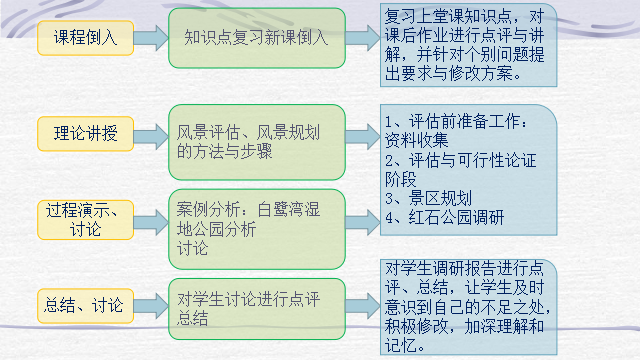 课程倒入
知识点复习新课倒入
复习上堂课知识点，对
课后作业进行点评与讲
解，并针对个别问题提
出要求与修改方案。
理论讲授
风景评估、风景规划
的方法与步骤
1、评估前准备工作：
资料收集
2、评估与可行性论证
阶段
3、景区规划
4、红石公园调研
过程演示、
讨论
案例分析：白鹭湾湿
地公园分析
讨论
总结、讨论
对学生讨论进行点评
总结
对学生调研报告进行点
评、总结，让学生及时
意识到自己的不足之处，
积极修改，加深理解和
记忆。